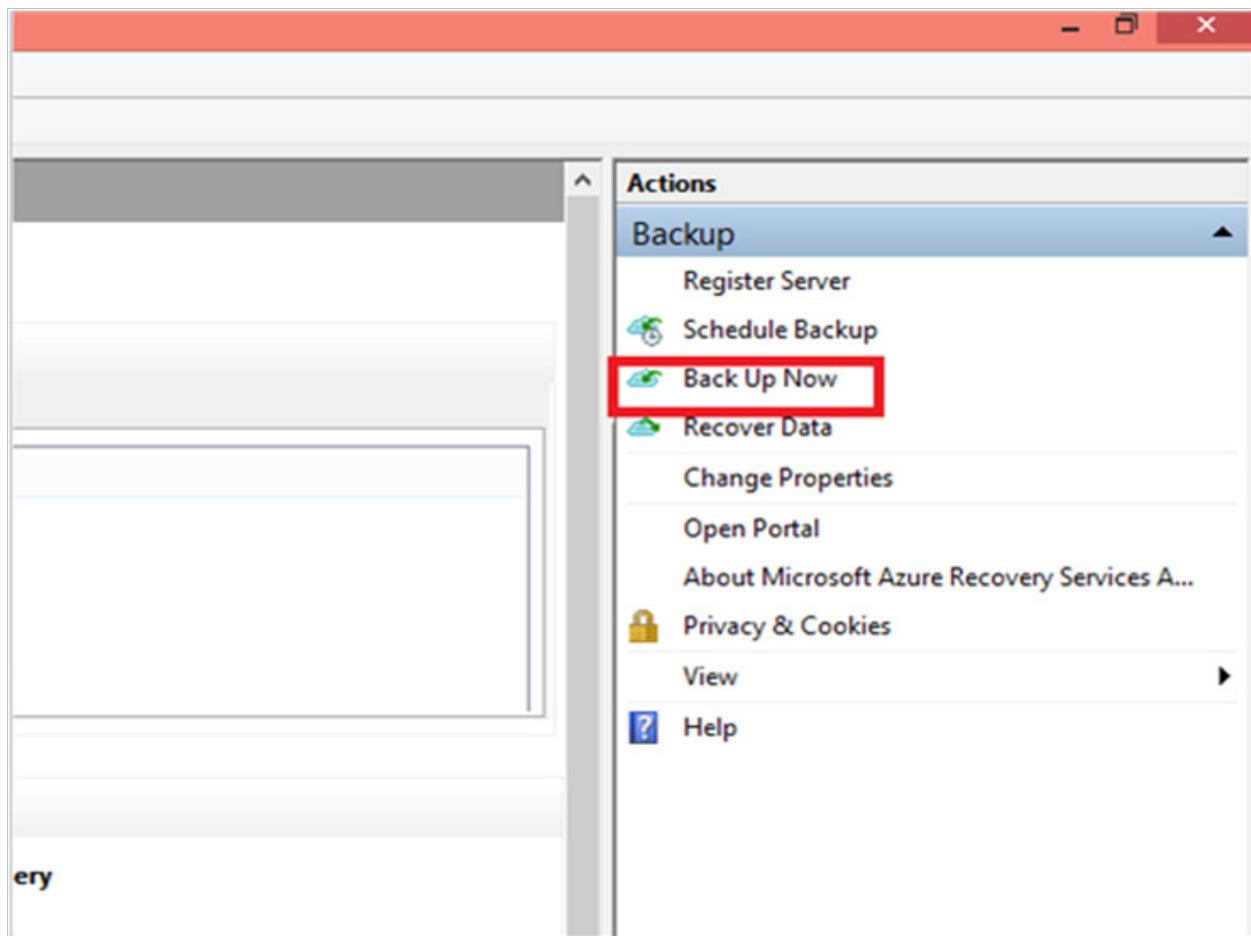 Actions
Backup
Register Server
Schedule Backup
Back Up Now
Recover Data
Change Properties
Open Portal
About Microsoft Azure Recovery Services A...
Privacy & Cookies
View
Help
ery